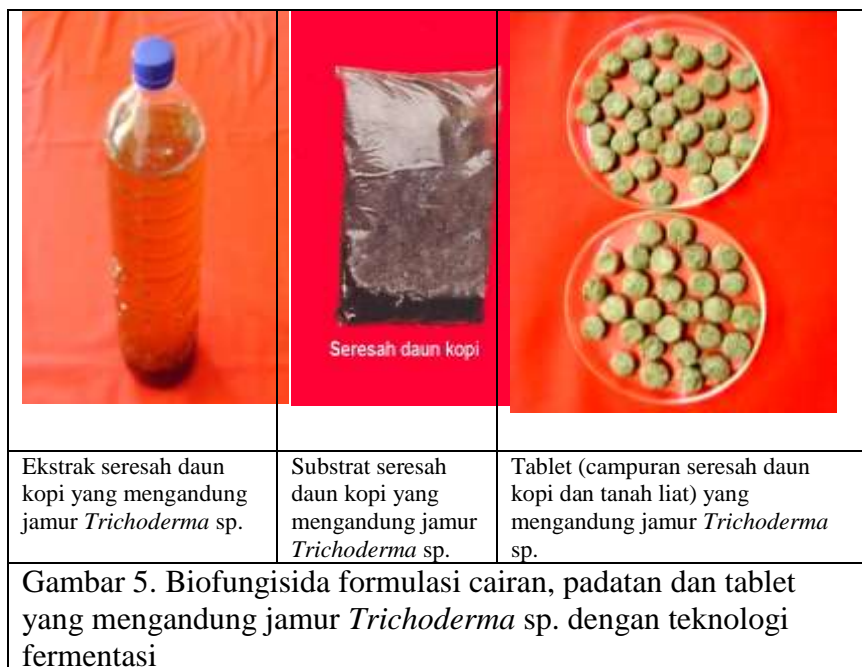 Seresah daun kopi
Ekstrak seresah daun
kopi yang mengandung
jamur Trichoderma sp.
Substrat seresah
daun kopi yang
mengandung jamur
Trichoderma sp.
Tablet (campuran seresah daun
kopi dan tanah liat) yang
mengandung jamur Trichoderma
sp.
Gambar 5. Biofungisida formulasi cairan, padatan dan tablet
yang mengandung jamur Trichoderma sp. dengan teknologi
fermentasi